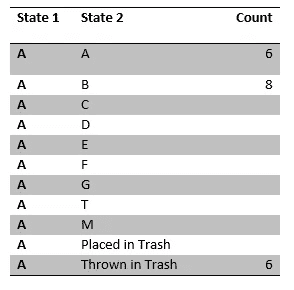 State 1 State 2 Count
A A 6
A B 8
A C
A D
A E
A F
A G
A T
A M
A Placed in Trash
A Thrown in Trash 6